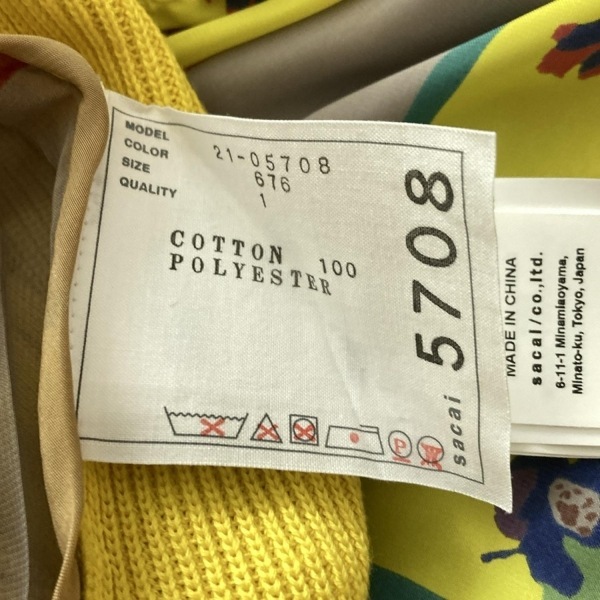 MODEL 21-05708
COLOR 676
SIZE 1
QUALITY
COTTON 100
POLYESTER
sacai 5708
P
MADE IN CHINA
sacai/co.,ltd.
6-11-1 Minamiaoyama,
Minato-ku, Tokyo, Japan